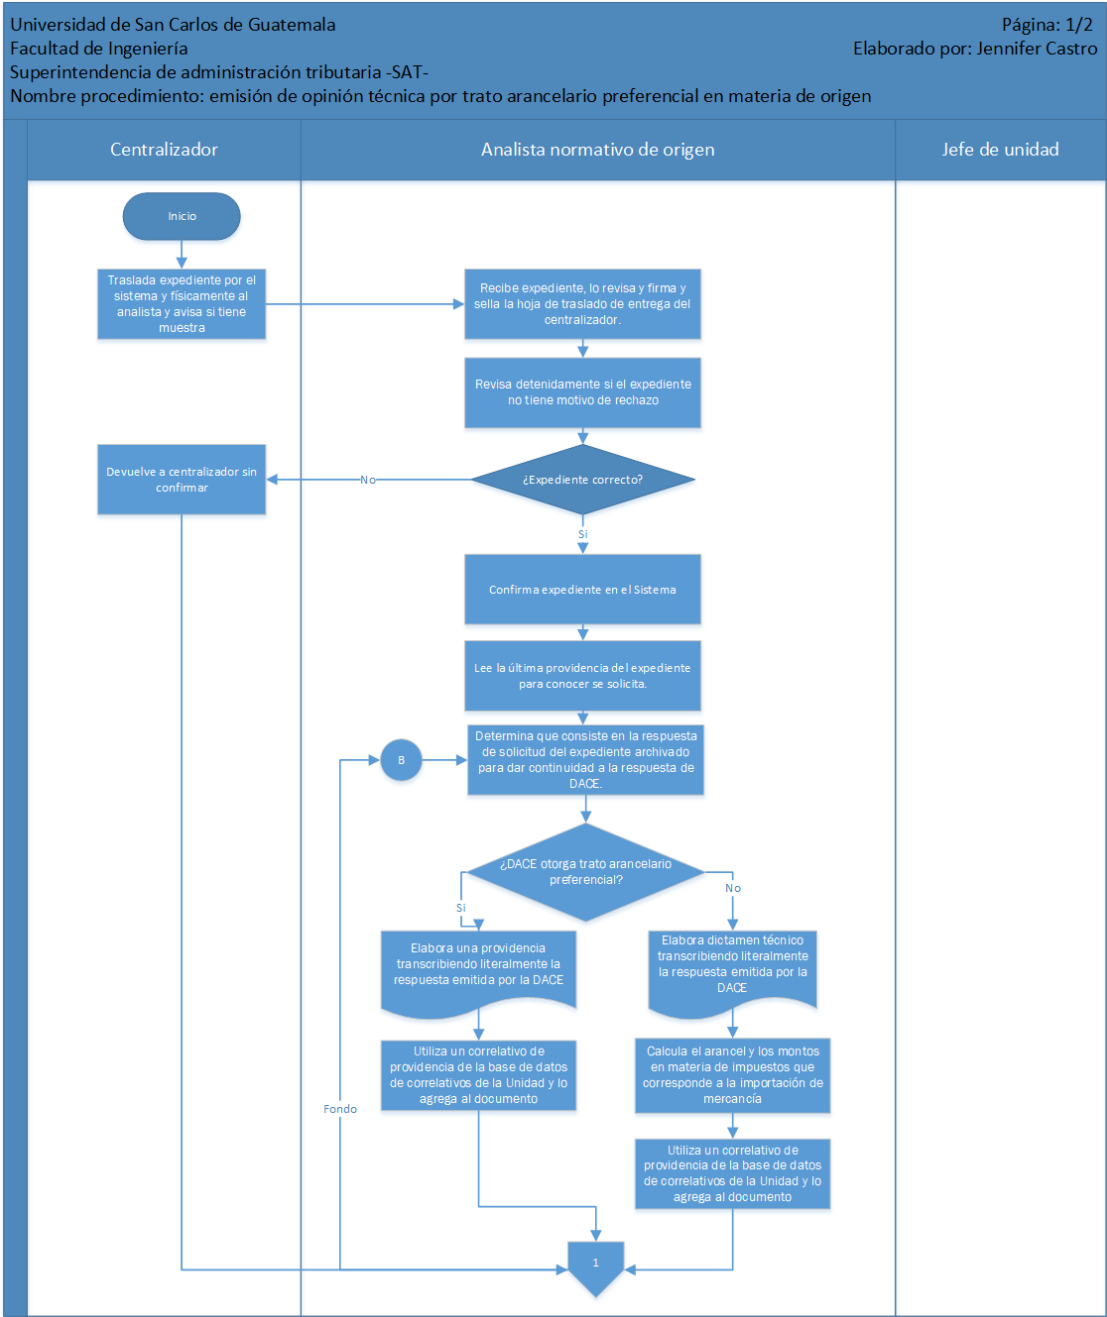 Universidad de San Carlos de Guatemala
Página: 1/2
Facultad de Ingeniería
Elaborado por: Jennifer Castro
Superintendencia de administración tributaria -SAT-
Nombre procedimiento: emisión de opinión técnica por trato arancelario preferencial en materia de origen
Centralizador
Analista normativo de origen
Jefe de unidad
Inicio
Traslada expediente por el
sistema y físicamente al
analista y avisa si tiene
muestra
Recibe expediente, lo revisa y firma y
sella la hoja de traslado de entrega del
centralizador.
Revisa detenidamente si el expediente
no tiene motivo de rechazo
¿Expediente correcto?
No
Devuelve a centralizador sin
confirmar
Si
Confirma expediente en el Sistema
Lee la última providencia del expediente
para conocer se solicita.
B
Determina que consiste en la respuesta
de solicitud del expediente archivado
para dar continuidad a la respuesta de
DACE.
¿DACE otorga trato arancelario
preferencial?
Si
No
Elabora una providencia
transcribiendo literalmente la
respuesta emitida por la DACE
Elabora dictamen técnico
transcribiendo literalmente
la respuesta emitida por la
DACE
Utiliza un correlativo de
providencia de la base de datos
de correlativos de la Unidad y lo
agrega al documento
Calcula el arancel y los montos
en materia de impuestos que
corresponde a la importación de
mercancía
Fondo
Utiliza un correlativo de
providencia de la base de datos
de correlativos de la Unidad y lo
agrega al documento
1